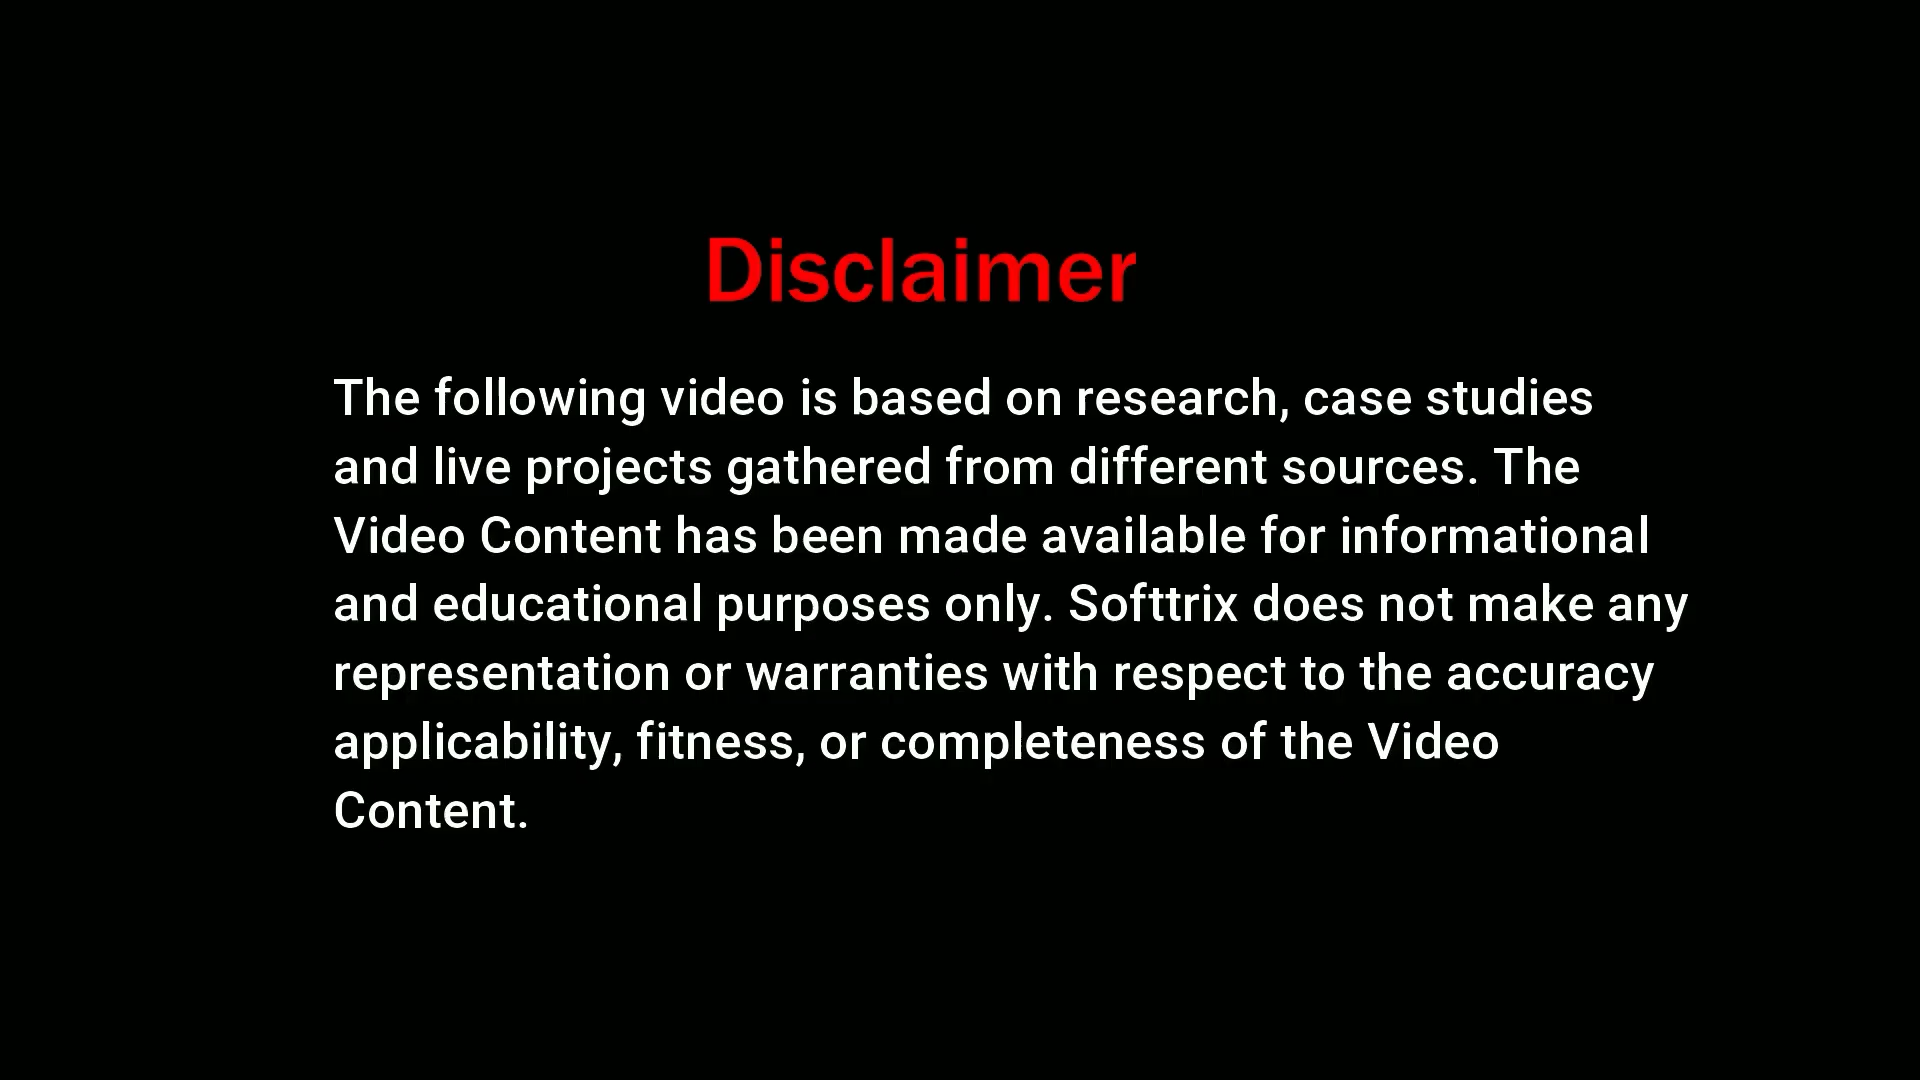 Disclaimer
The following video is based on research, case studies
and live projects gathered from different sources. The
Video Content has been made available for informational
and educational purposes only. Softtrix does not make any
representation or warranties with respect to the accuracy
applicability, fitness, or completeness of the Video
Content.